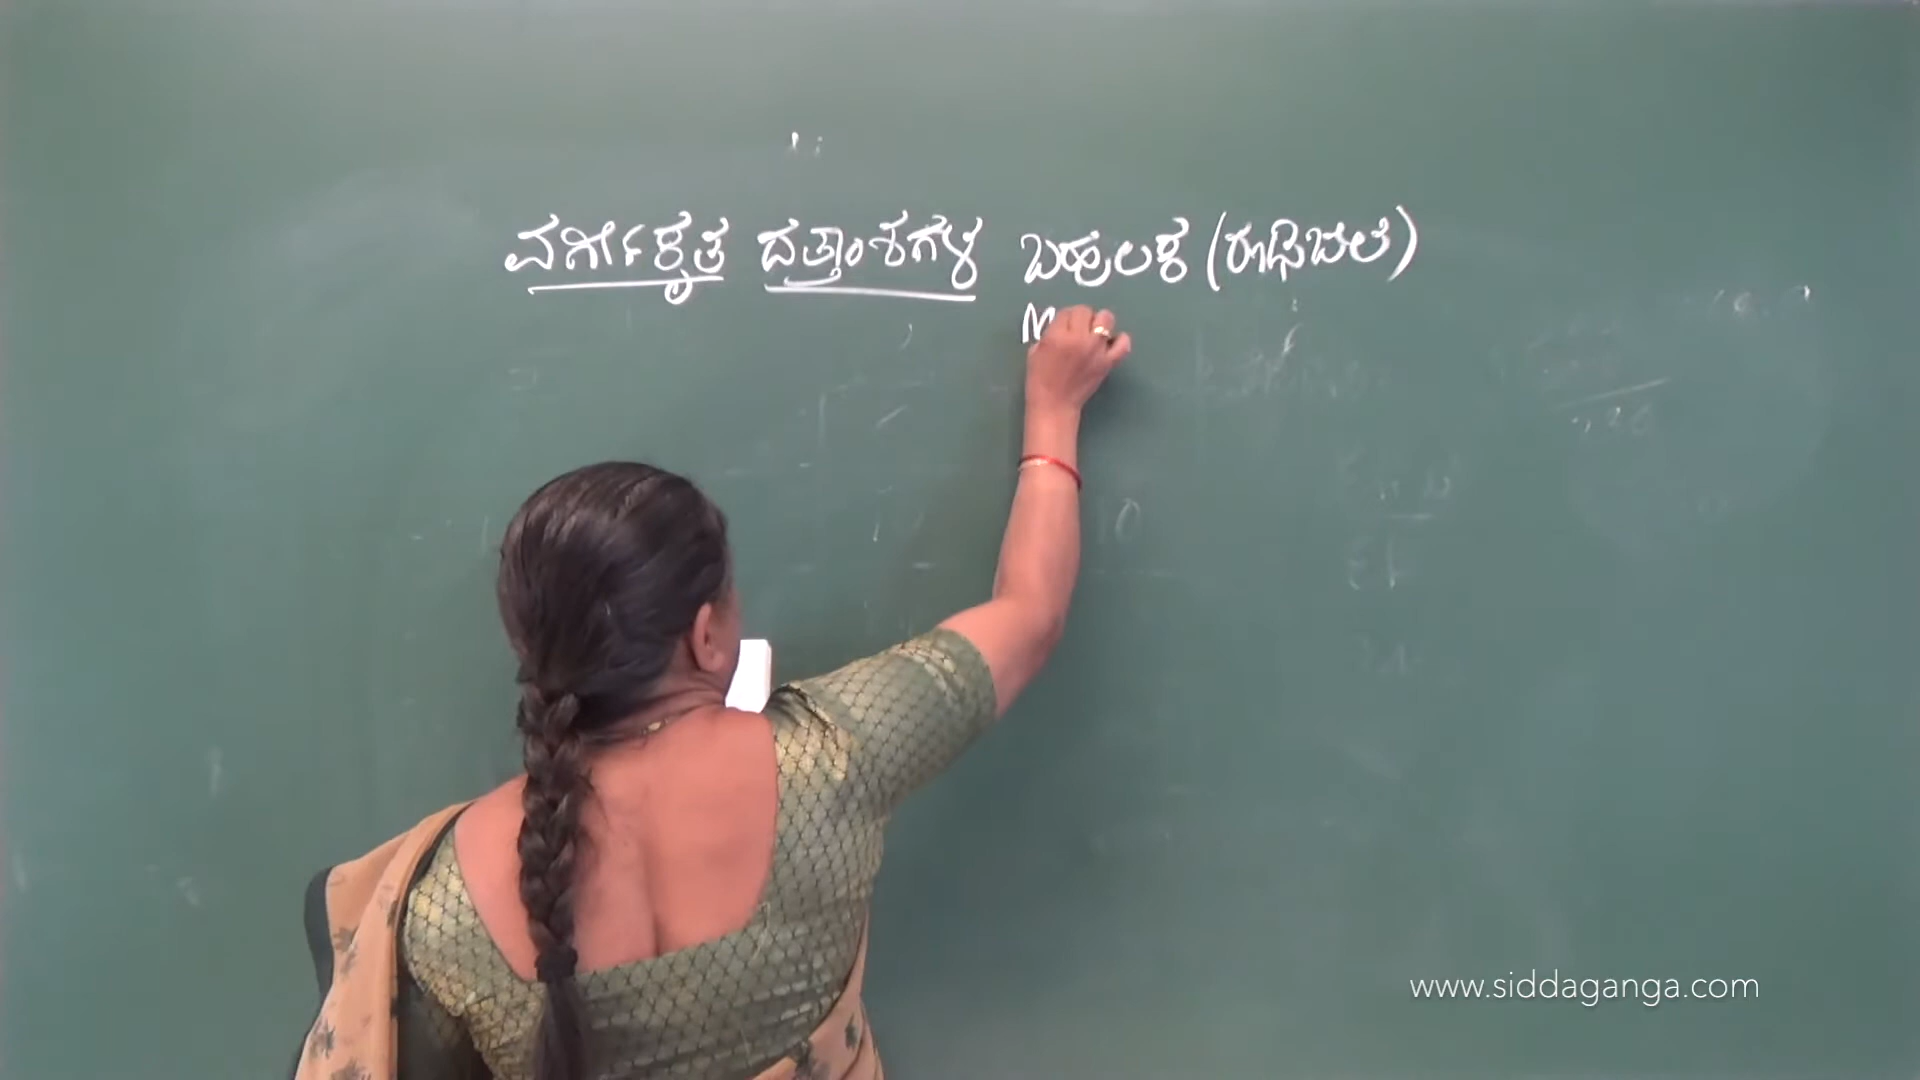 ವರ್ಗೀಕೃತ ದತ್ತಾಂಶಗಳ ಬಹುಲಕ (ರೂಢಿಬೆಲೆ)
M
www.siddaganga.com